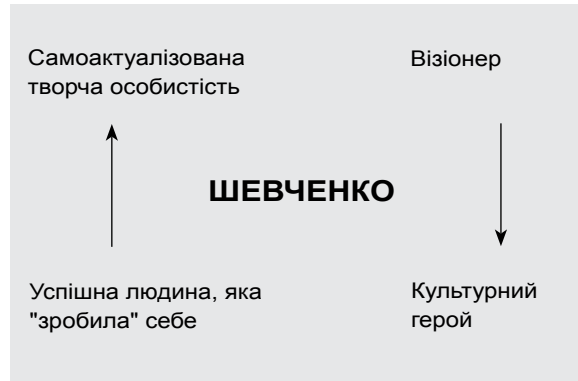 Самоактуалізована
творча особистість
Візіонер
ШЕВЧЕНКО
Успішна людина, яка
"зробила" себе
Культурний
герой